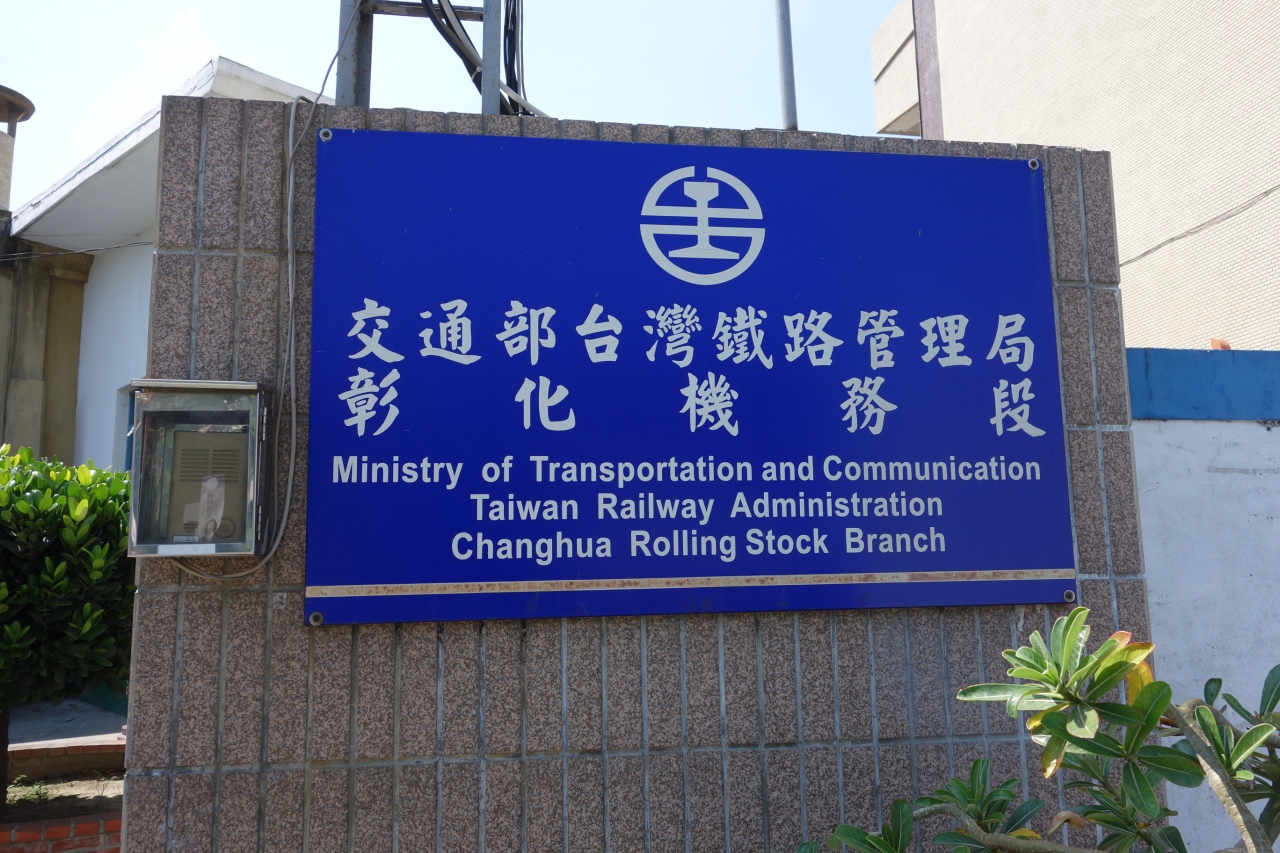 交通部台灣鐵路管理局
彰化機務段
Ministry of Transportation and Communication
Taiwan Railway Administration
Changhua Rolling Stock Branch